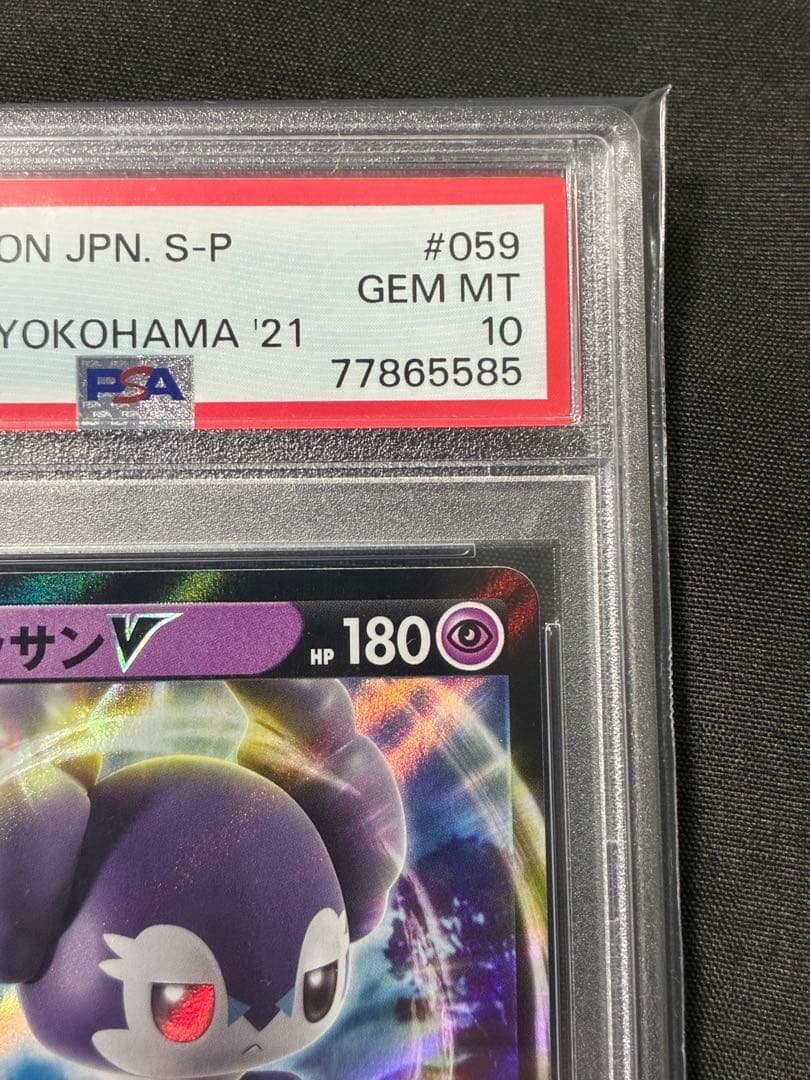 ON JPN. S-P #059
GEM MT
YOKOHAMA '21 10
PSA 77865585
サンV HP 180